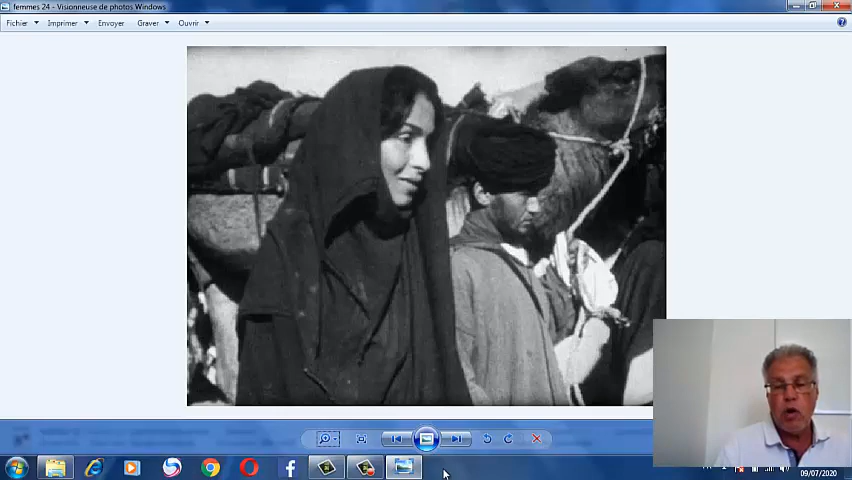 femmes 24 - Visionneuse de photos Windows
Fichier Imprimer Envoyer Graver Ouvrir
09/07/2020